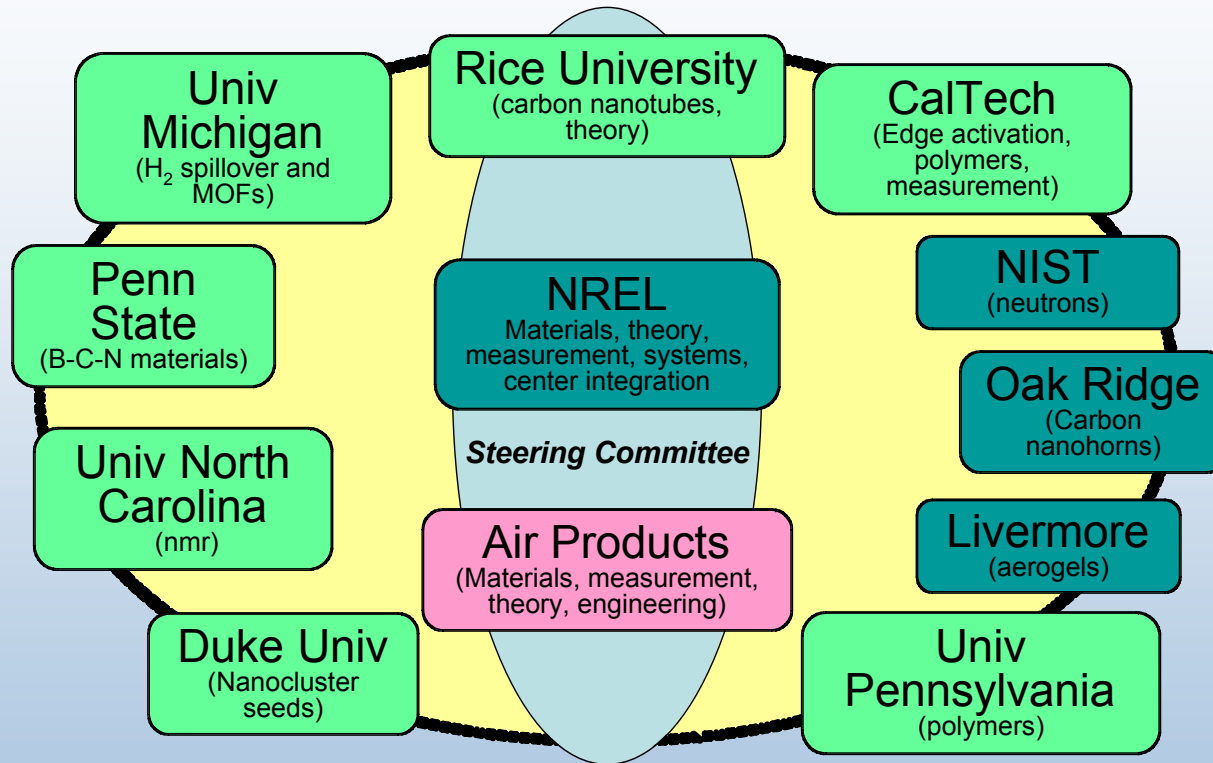 Univ
Michigan
(H₂ spillover and
MOFs)
Rice University
(carbon nanotubes,
theory)
CalTech
(Edge activation,
polymers,
measurement)
Penn
State
(B-C-N materials)
NREL
Materials, theory,
measurement, systems,
center integration
NIST
(neutrons)
Oak Ridge
(Carbon
nanohorns)
Steering Committee
Univ North
Carolina
(nmr)
Air Products
(Materials, measurement,
theory, engineering)
Livermore
(aerogels)
Duke Univ
(Nanocluster
seeds)
Univ
Pennsylvania
(polymers)